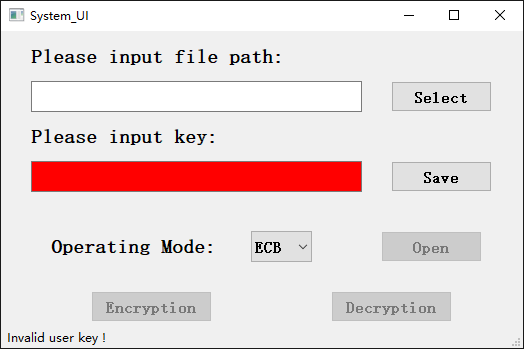 System_UI
Please input file path:
Select
Please input key:
Save
Operating Mode: ECB Open
Encryption Decryption
Invalid user key !